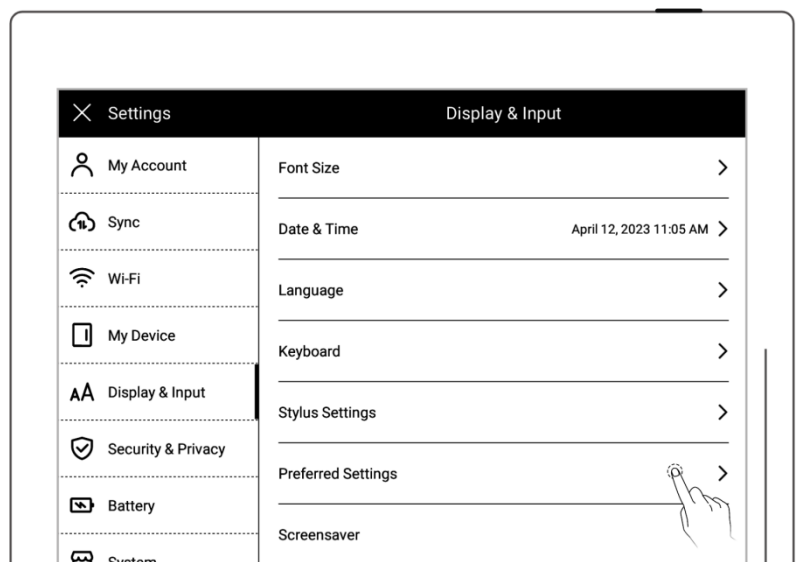 Settings
Display & Input
My Account
Sync
Wi-Fi
My Device
Display & Input
Security & Privacy
Battery
System
Font Size
Date & Time April 12, 2023 11:05 AM
Language
Keyboard
Stylus Settings
Preferred Settings
Screensaver